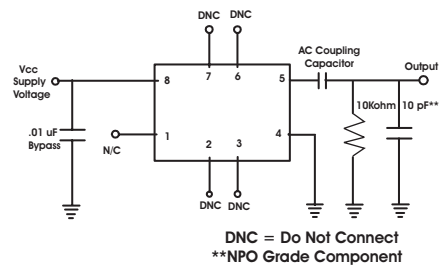 DNC DNC
AC Coupling
Capacitor
Output
Vcc
Supply
Voltage
8
7 6
5
10Kohm 10 pF**
.01 uF
Bypass
N/C
1
2 3
4
DNC DNC
DNC = Do Not Connect
**NPO Grade Component